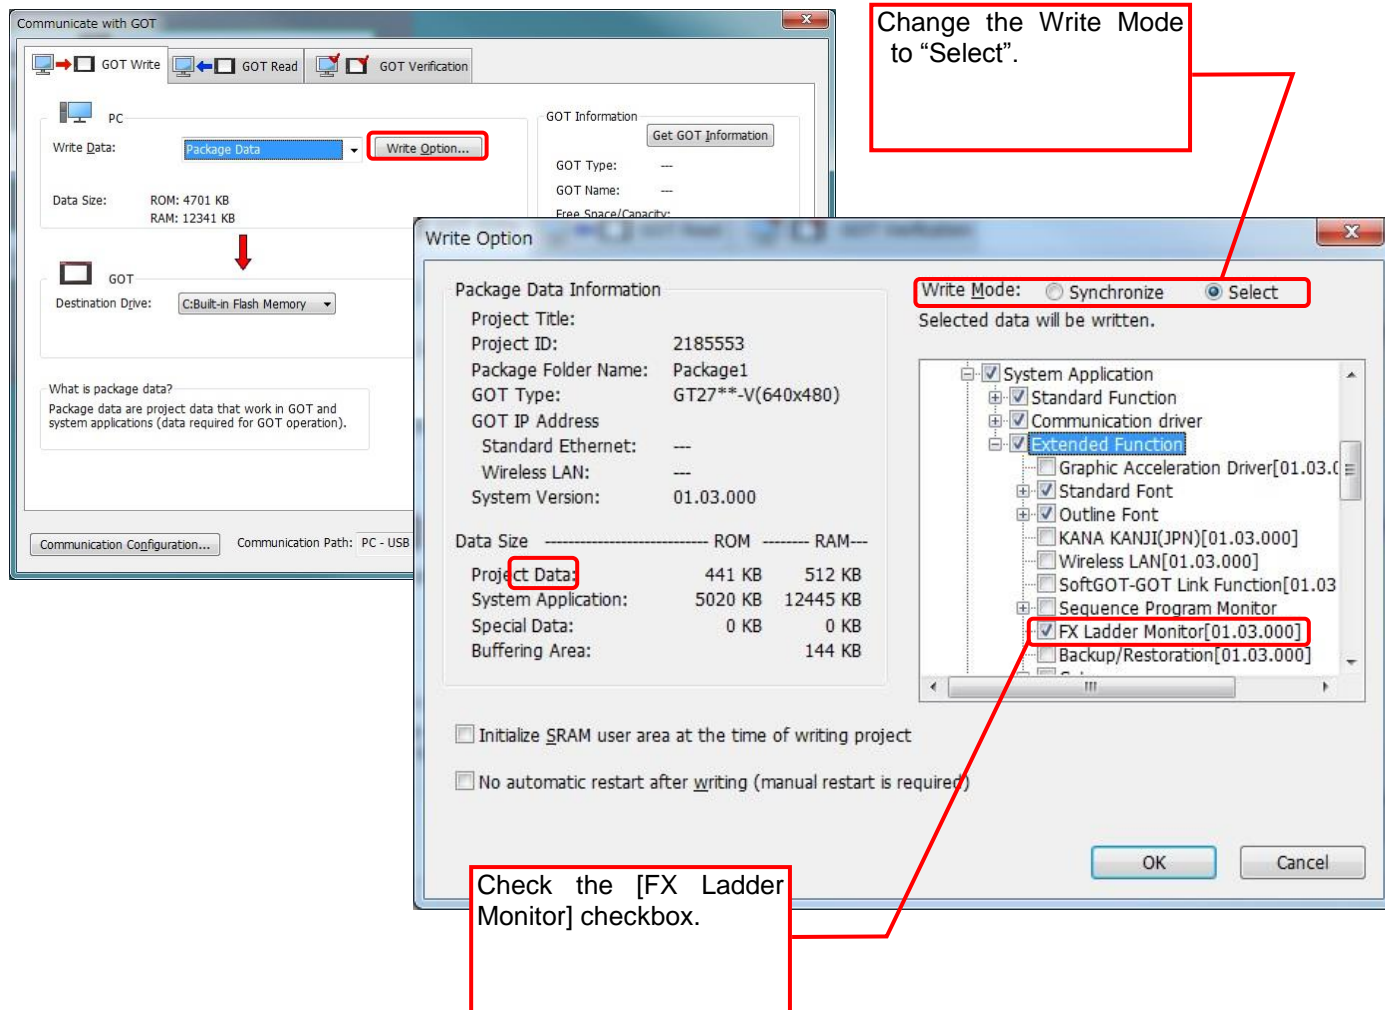 Communicate with GOT
GOT Write
GOT Read
GOT Verification
PC
Write Data:
Package Data
Write Option...
Data Size:
ROM: 4701 KB
RAM: 12341 KB
GOT Information
Get GOT Information
GOT Type:
---
GOT Name:
---
Free Space/Capacity:
GOT
Destination Drive:
C:Built-in Flash Memory
What is package data?
Package data are project data that work in GOT and
system applications (data required for GOT operation).
Communication Configuration...
Communication Path:
PC - USB
Change the Write Mode
to “Select”.
Write Option
Package Data Information
Project Title:
Project ID: 2185553
Package Folder Name: Package1
GOT Type: GT27**-V(640x480)
GOT IP Address
Standard Ethernet: ---
Wireless LAN: ---
System Version: 01.03.000
Data Size ---------------------------- ROM -------- RAM---
Project Data: 441 KB 512 KB
System Application: 5020 KB 12445 KB
Special Data: 0 KB 0 KB
Buffering Area: 144 KB
Write Mode: Synchronize Select
Selected data will be written.
System Application
Standard Function
Communication driver
Extended Function
Graphic Acceleration Driver[01.03.0
Standard Font
Outline Font
KANA KANJI(JPN)[01.03.000]
Wireless LAN[01.03.000]
SoftGOT-GOT Link Function[01.03
Sequence Program Monitor
FX Ladder Monitor[01.03.000]
Backup/Restoration[01.03.000]
Initialize SRAM user area at the time of writing project
No automatic restart after writing (manual restart is required)
OK
Cancel
Check the [FX Ladder
Monitor] checkbox.